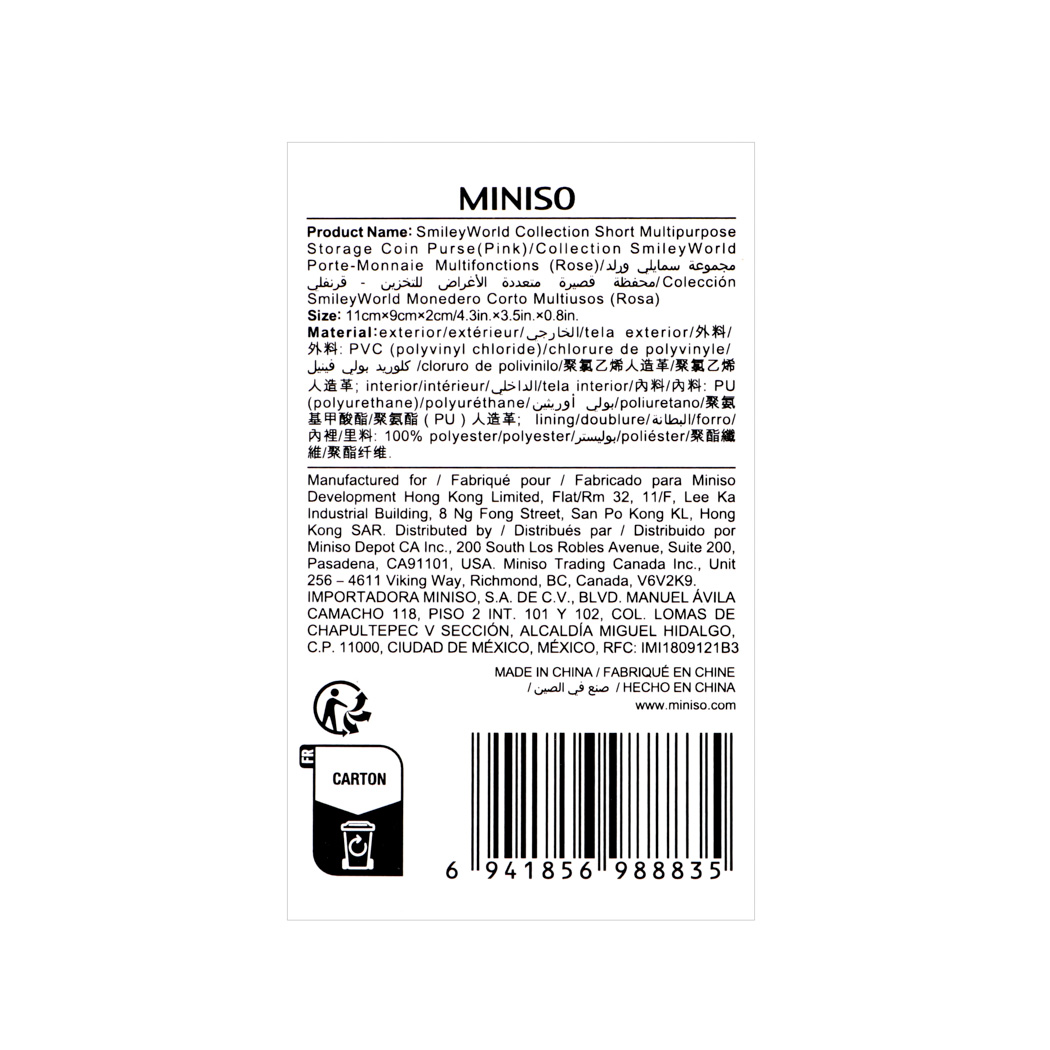 MINISO
Product Name: SmileyWorld Collection Short Multipurpose
Storage Coin Purse(Pink)/Collection SmileyWorld
Porte-Monnaie Multifonctions (Rose)/مجموعة سمايلي ورلد
محفظة قصيرة متعددة الأغراض للتخزين - قرنفلي/Colección
SmileyWorld Monedero Corto Multiusos (Rosa)
Size: 11cm×9cm×2cm/4.3in.×3.5in.×0.8in.
Material:exterior/extérieur/الخارجي/tela exterior/外料/
外料: PVC (polyvinyl chloride)/chlorure de polyvinyle/
كلوريد بولي فينيل /cloruro de polivinilo/聚氯乙烯人造革/聚氯乙烯
人造革; interior/intérieur/الداخلي/tela interior/內料/內料: PU
(polyurethane)/polyuréthane/بولي أوريثين/poliuretano/聚氨
基甲酸酯/聚氨酯 ( PU ) 人造革; lining/doublure/البطانة/forro/
內裡/里料: 100% polyester/polyester/بوليستر/poliéster/聚酯纖
維/聚酯纤维.
Manufactured for / Fabriqué pour / Fabricado para Miniso
Development Hong Kong Limited, Flat/Rm 32, 11/F, Lee Ka
Industrial Building, 8 Ng Fong Street, San Po Kong KL, Hong
Kong SAR. Distributed by / Distribués par / Distribuido por
Miniso Depot CA Inc., 200 South Los Robles Avenue, Suite 200,
Pasadena, CA91101, USA. Miniso Trading Canada Inc., Unit
256 – 4611 Viking Way, Richmond, BC, Canada, V6V2K9.
IMPORTADORA MINISO, S.A. DE C.V., BLVD. MANUEL ÁVILA
CAMACHO 118, PISO 2 INT. 101 Y 102, COL. LOMAS DE
CHAPULTEPEC V SECCIÓN, ALCALDÍA MIGUEL HIDALGO,
C.P. 11000, CIUDAD DE MÉXICO, MÉXICO, RFC: IMI1809121B3
MADE IN CHINA / FABRIQUÉ EN CHINE
/ صنع في الصين / HECHO EN CHINA
www.miniso.com
FR
CARTON
6 941856 988835